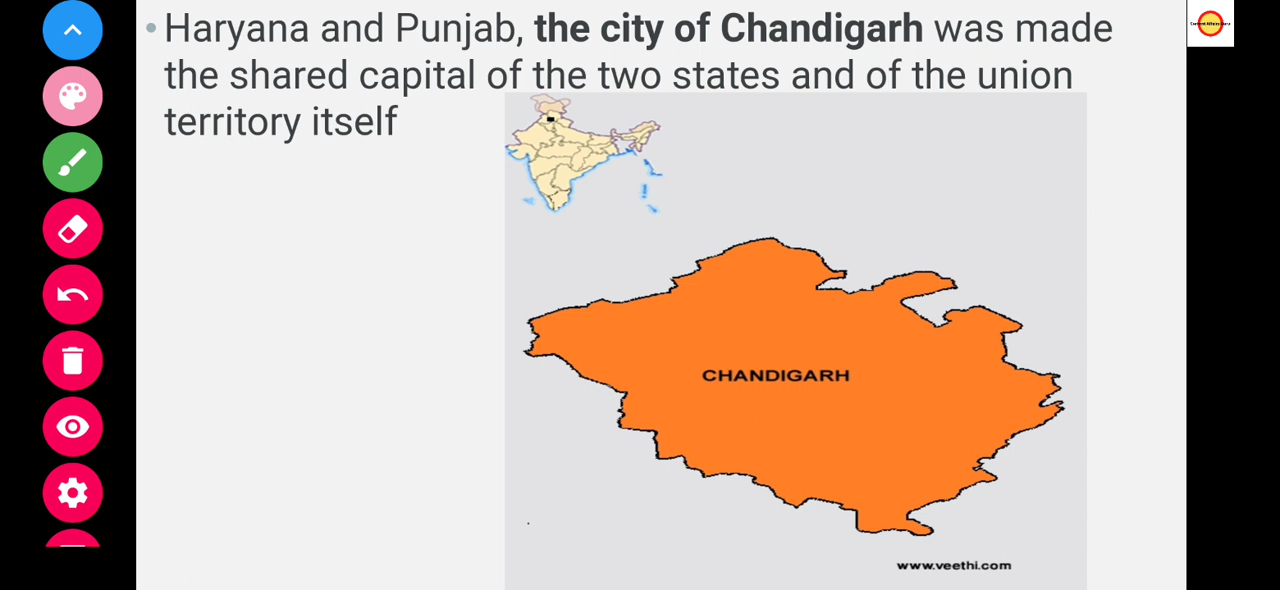 Haryana and Punjab, the city of Chandigarh was made
the shared capital of the two states and of the union
territory itself
CHANDIGARH
www.veethi.com